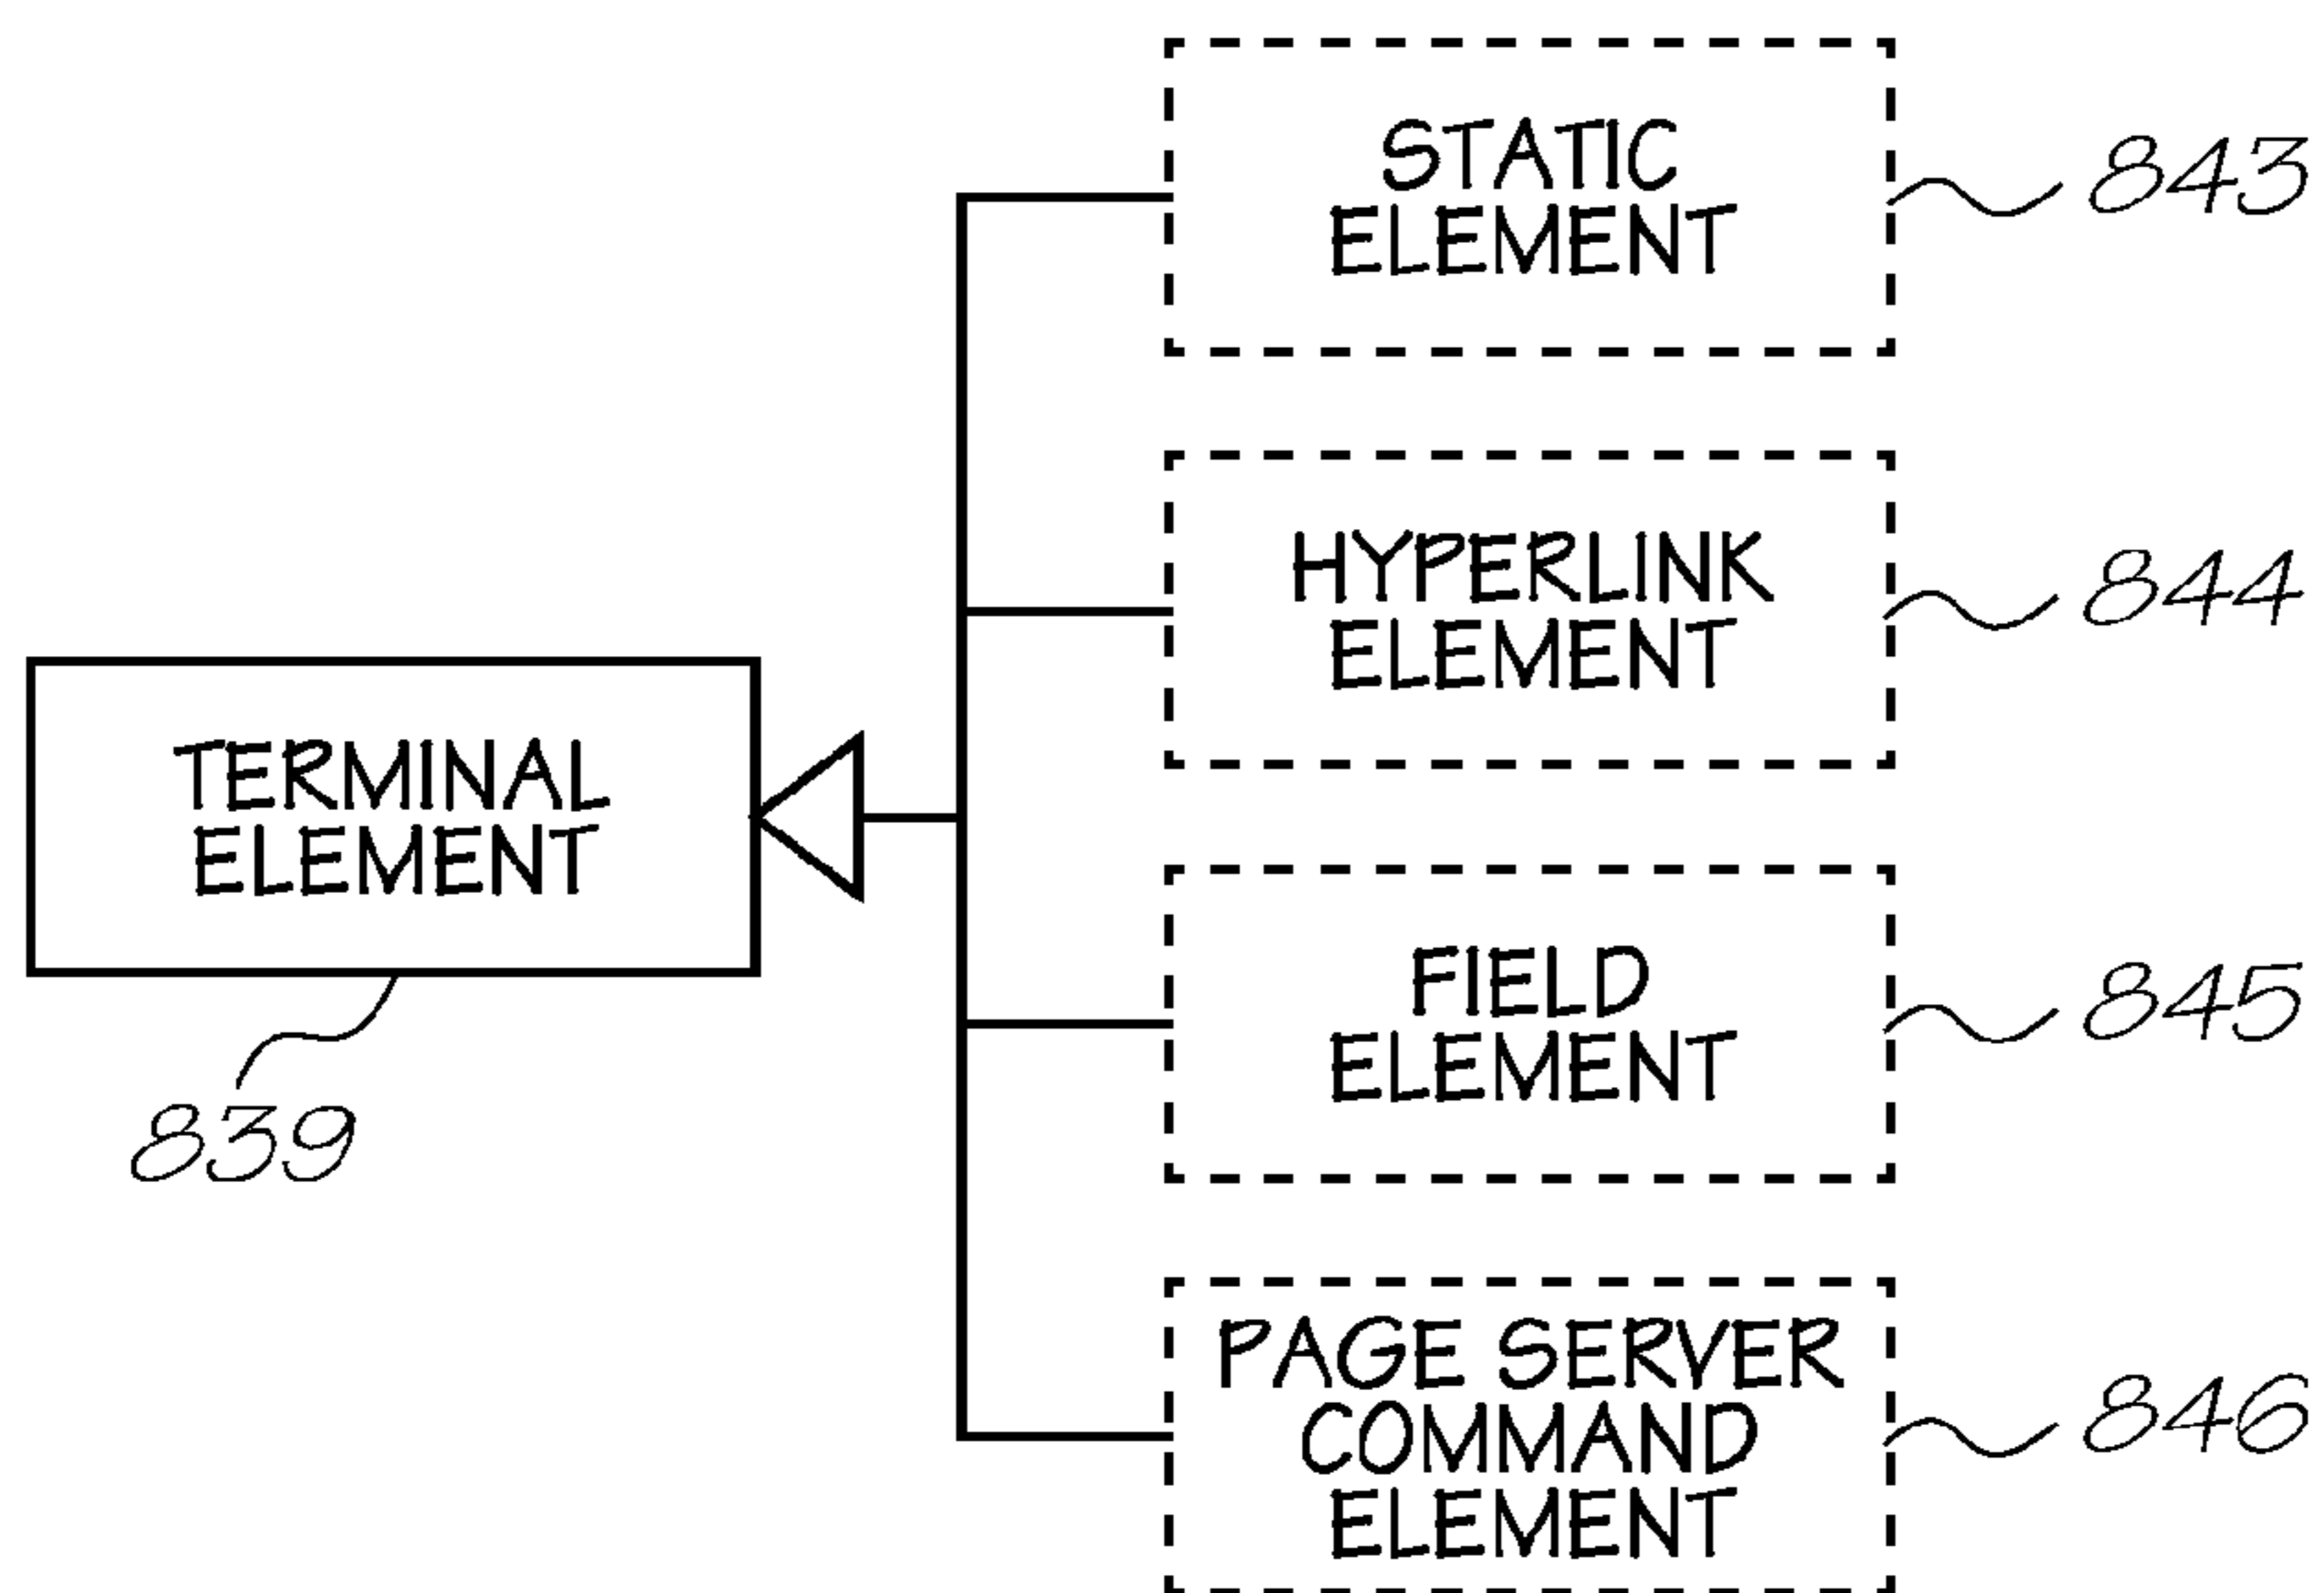 STATIC
ELEMENT
843
HYPERLINK
ELEMENT
844
TERMINAL
ELEMENT
839
FIELD
ELEMENT
845
PAGE SERVER
COMMAND
ELEMENT
846